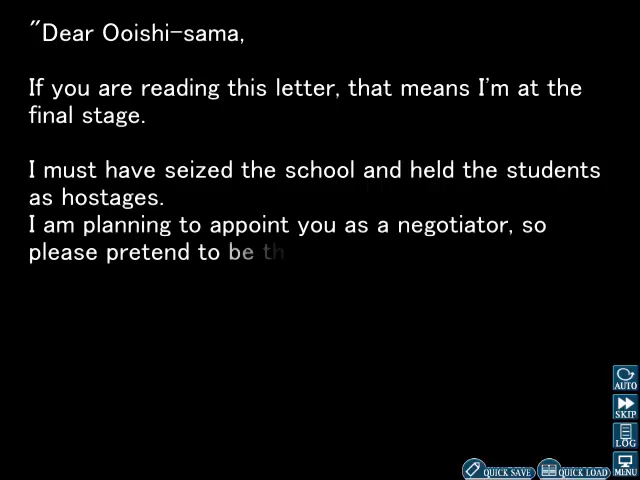 "Dear Ooishi-sama,
If you are reading this letter, that means I'm at the
final stage.
I must have seized the school and held the students
as hostages.
I am planning to appoint you as a negotiator, so
please pretend to be th
AUTO
SKIP
LOG
MENU
QUICK SAVE
QUICK LOAD